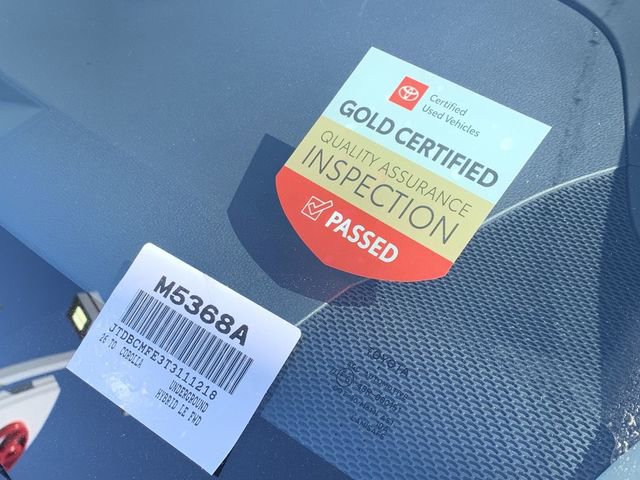 Certified
Used Vehicles
GOLD CERTIFIED
QUALITY ASSURANCE
INSPECTION
PASSED
M5368A
JTDBCMFE3T3111218
26 TO COROLLA
UNDERGROUND
HYBRID LE FWD
TOYOTA